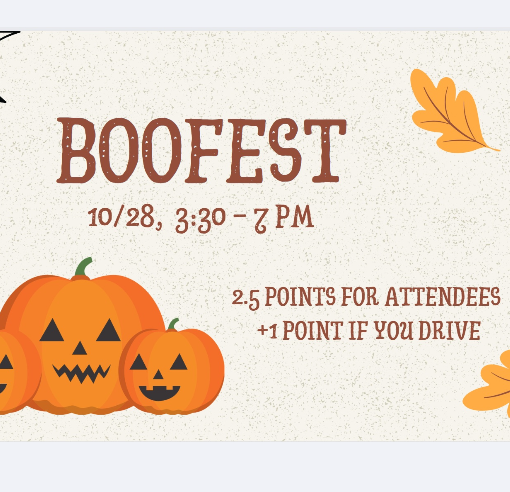 BOOFEST
10/28, 3:30 - 7 PM
2.5 POINTS FOR ATTENDEES
+1 POINT IF YOU DRIVE